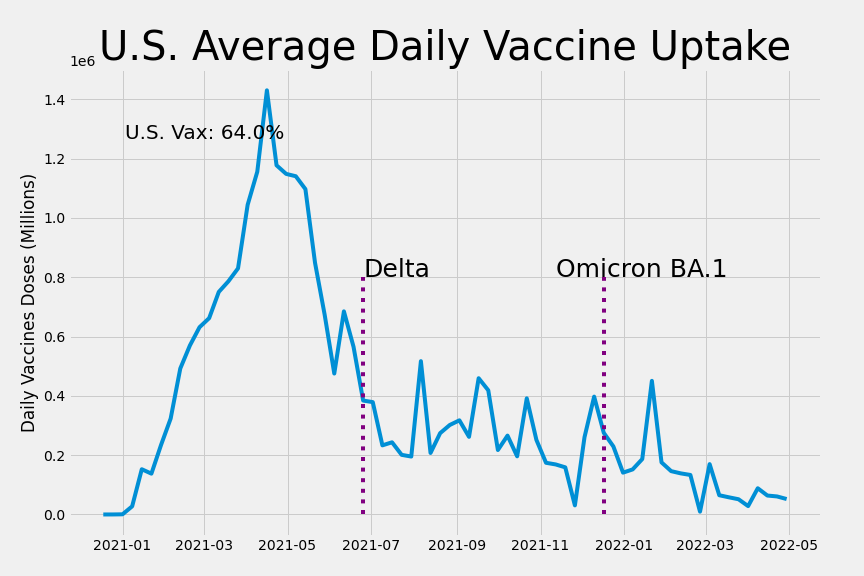 U.S. Average Daily Vaccine Uptake
1e6
1.4
U.S. Vax: 64.0%
1.2
1.0
Delta
Omicron BA.1
0.8
0.6
0.4
0.2
0.0
Daily Vaccines Doses (Millions)
2021-01
2021-03
2021-05
2021-07
2021-09
2021-11
2022-01
2022-03
2022-05